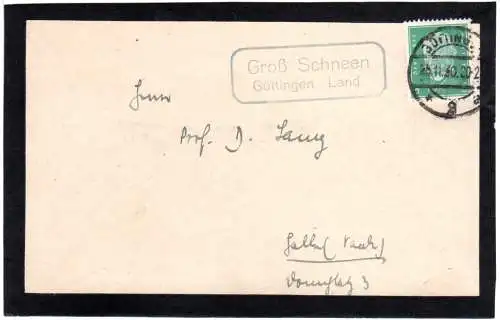 Groß Schneen
Göttingen Land
Herrn
Prof. D. Lang
Halle (Saale)
Domplatz 3